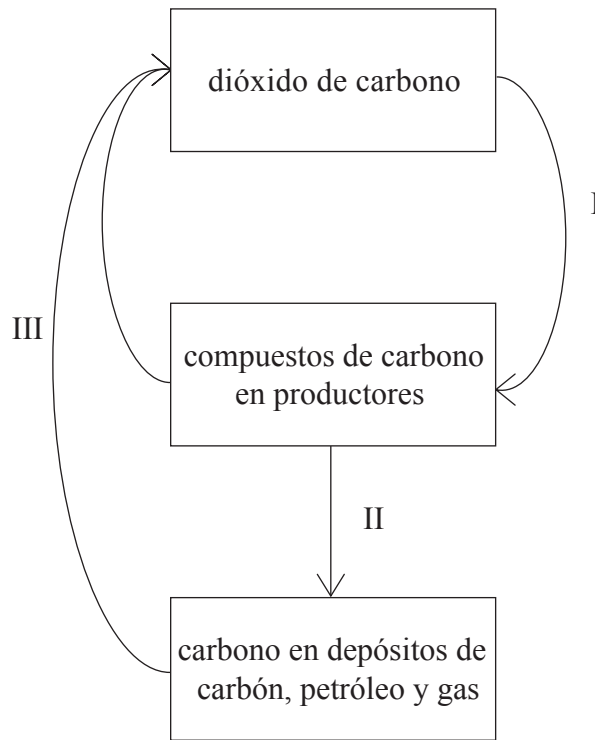 dióxido de carbono
I
III
compuestos de carbono
en productores
II
carbono en depósitos de
carbón, petróleo y gas